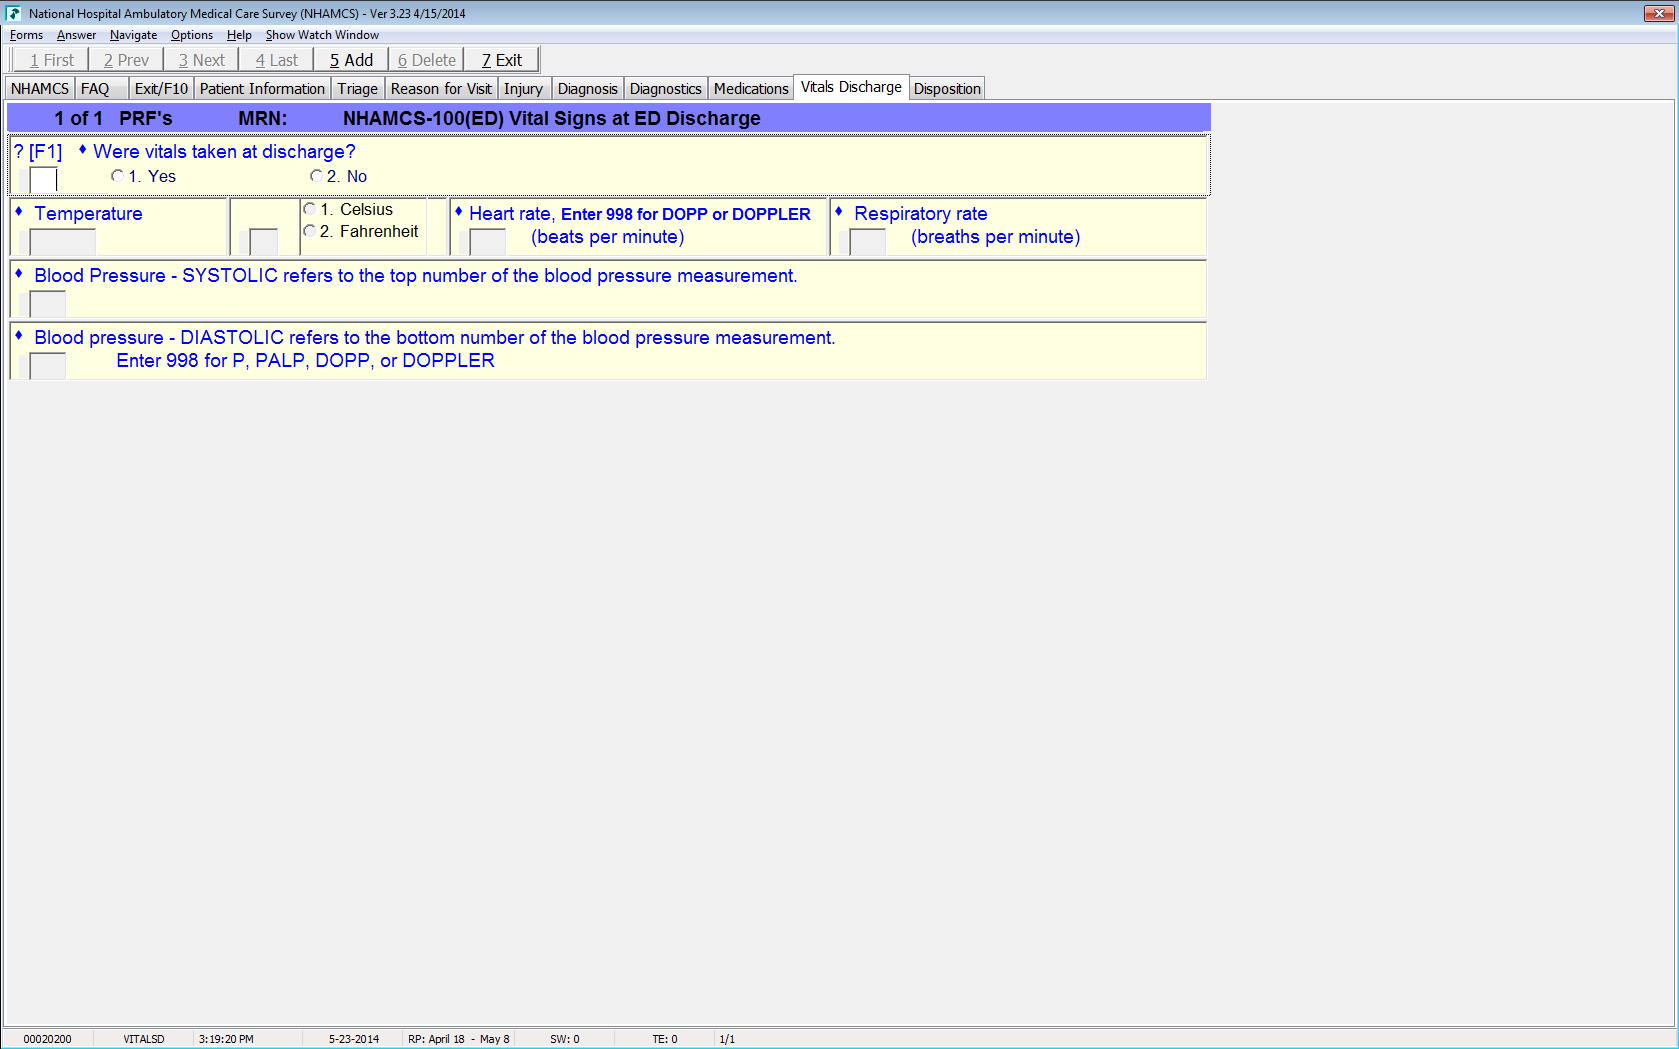 National Hospital Ambulatory Medical Care Survey (NHAMCS) - Ver 3.23 4/15/2014
Forms Answer Navigate Options Help Show Watch Window
1 First 2 Prev 3 Next 4 Last 5 Add 6 Delete 7 Exit
NHAMCS FAQ Exit/F10 Patient Information Triage Reason for Visit Injury Diagnosis Diagnostics Medications Vitals Discharge Disposition
1 of 1 PRF's MRN: NHAMCS-100(ED) Vital Signs at ED Discharge
? [F1] ♦ Were vitals taken at discharge?
1. Yes 2. No
♦ Temperature
1. Celsius
2. Fahrenheit
♦ Heart rate, Enter 998 for DOPP or DOPPLER
(beats per minute)
♦ Respiratory rate
(breaths per minute)
♦ Blood Pressure - SYSTOLIC refers to the top number of the blood pressure measurement.
♦ Blood pressure - DIASTOLIC refers to the bottom number of the blood pressure measurement.
Enter 998 for P, PALP, DOPP, or DOPPLER
00020200 VITALSD 3:19:20 PM 5-23-2014 RP: April 18 - May 8 SW: 0 TE: 0 1/1